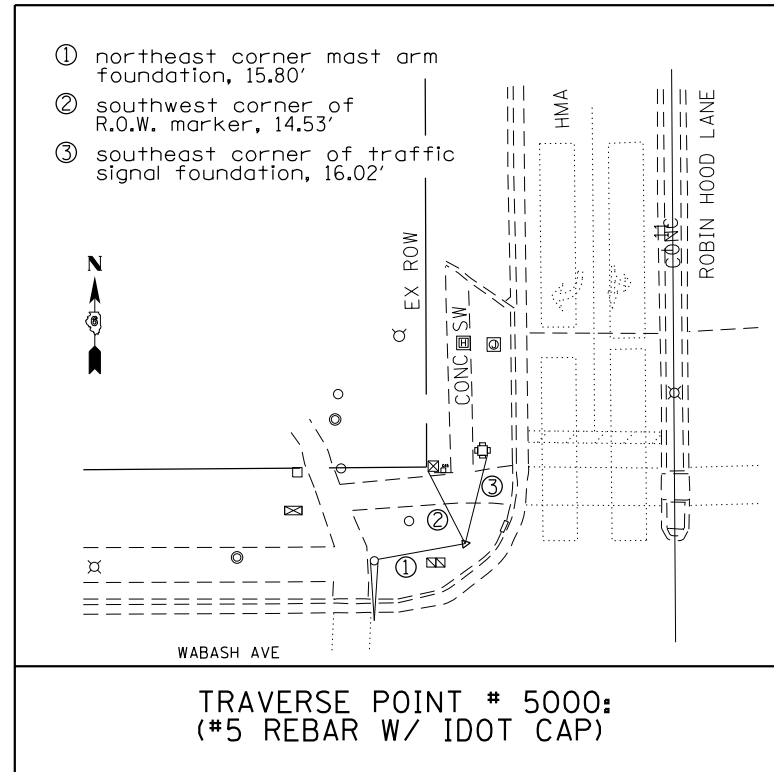 ① northeast corner mast arm
foundation, 15.80'
② southwest corner of
R.O.W. marker, 14.53'
③ southeast corner of traffic
signal foundation, 16.02'
N
EX ROW
CONC SW
H
J
HMA
CONC
ROBIN HOOD LANE
①
②
③
WABASH AVE
TRAVERSE POINT # 5000:
(#5 REBAR W/ IDOT CAP)